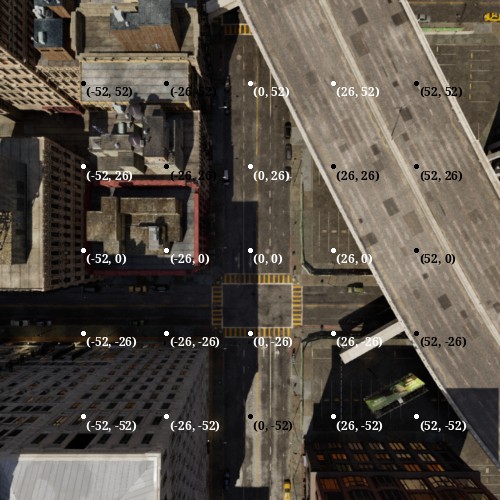 (-52, 52) (-26, 52) (0, 52) (26, 52) (52, 52)
(-52, 26) (-26, 26) (0, 26) (26, 26) (52, 26)
(-52, 0) (-26, 0) (0, 0) (26, 0) (52, 0)
(-52, -26) (-26, -26) (0, -26) (26, -26) (52, -26)
(-52, -52) (-26, -52) (0, -52) (26, -52) (52, -52)